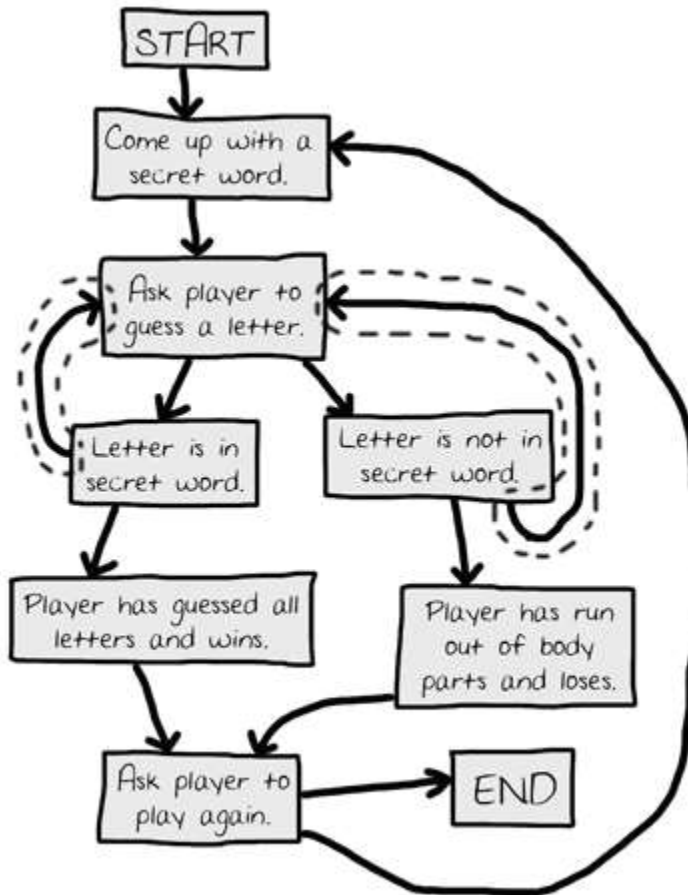 START
Come up with a
secret word.
Ask player to
guess a letter.
Letter is in
secret word.
Letter is not in
secret word.
Player has guessed all
letters and wins.
Player has run
out of body
parts and loses.
Ask player to
play again.
END